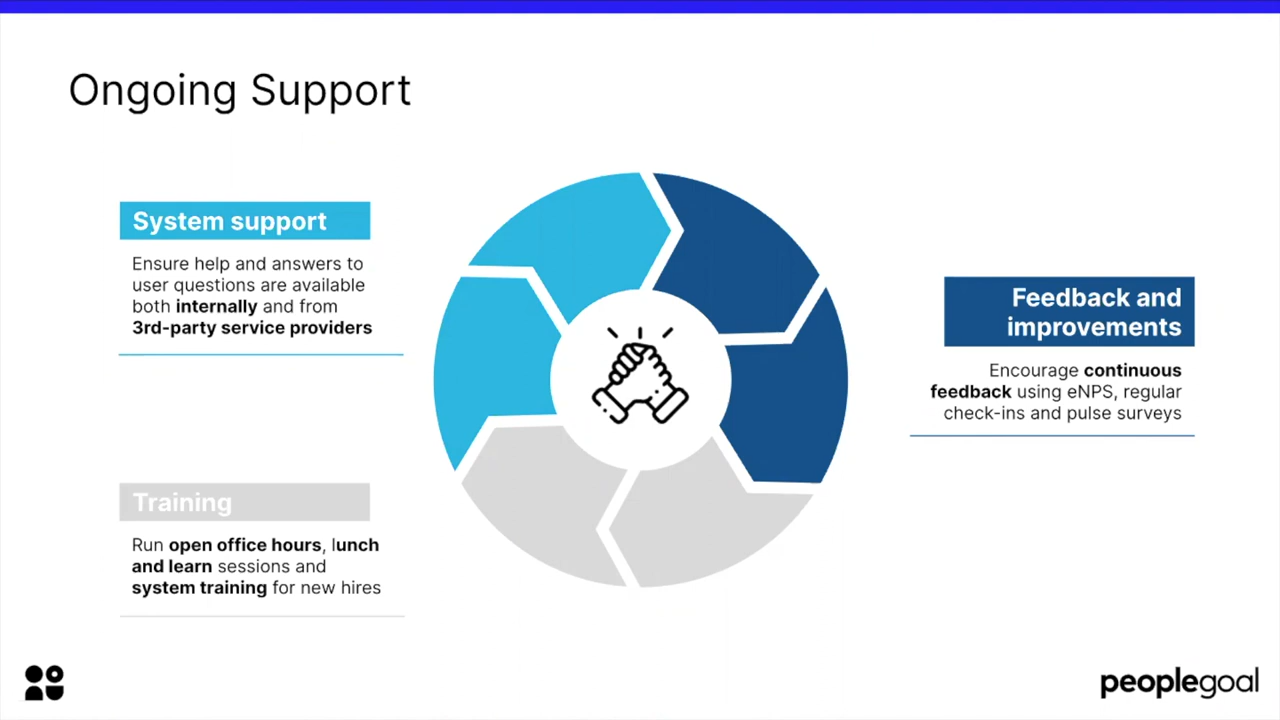 Ongoing Support
System support
Ensure help and answers to
user questions are available
both internally and from
3rd-party service providers
Training
Run open office hours, lunch
and learn sessions and
system training for new hires
Feedback and
improvements
Encourage continuous
feedback using eNPS, regular
check-ins and pulse surveys
peoplegoal